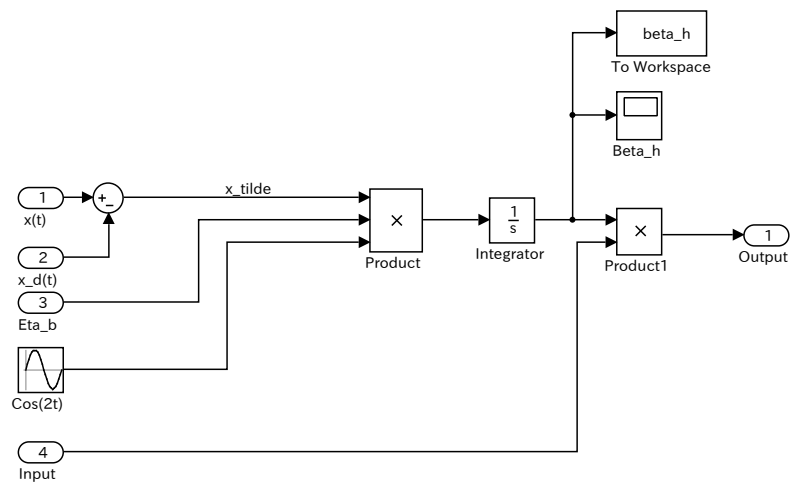 beta_h
To Workspace
Beta_h
1
x(t)
+
−
x_tilde
×
Product
1
s
Integrator
×
Product1
1
Output
2
x_d(t)
3
Eta_b
Cos(2t)
4
Input